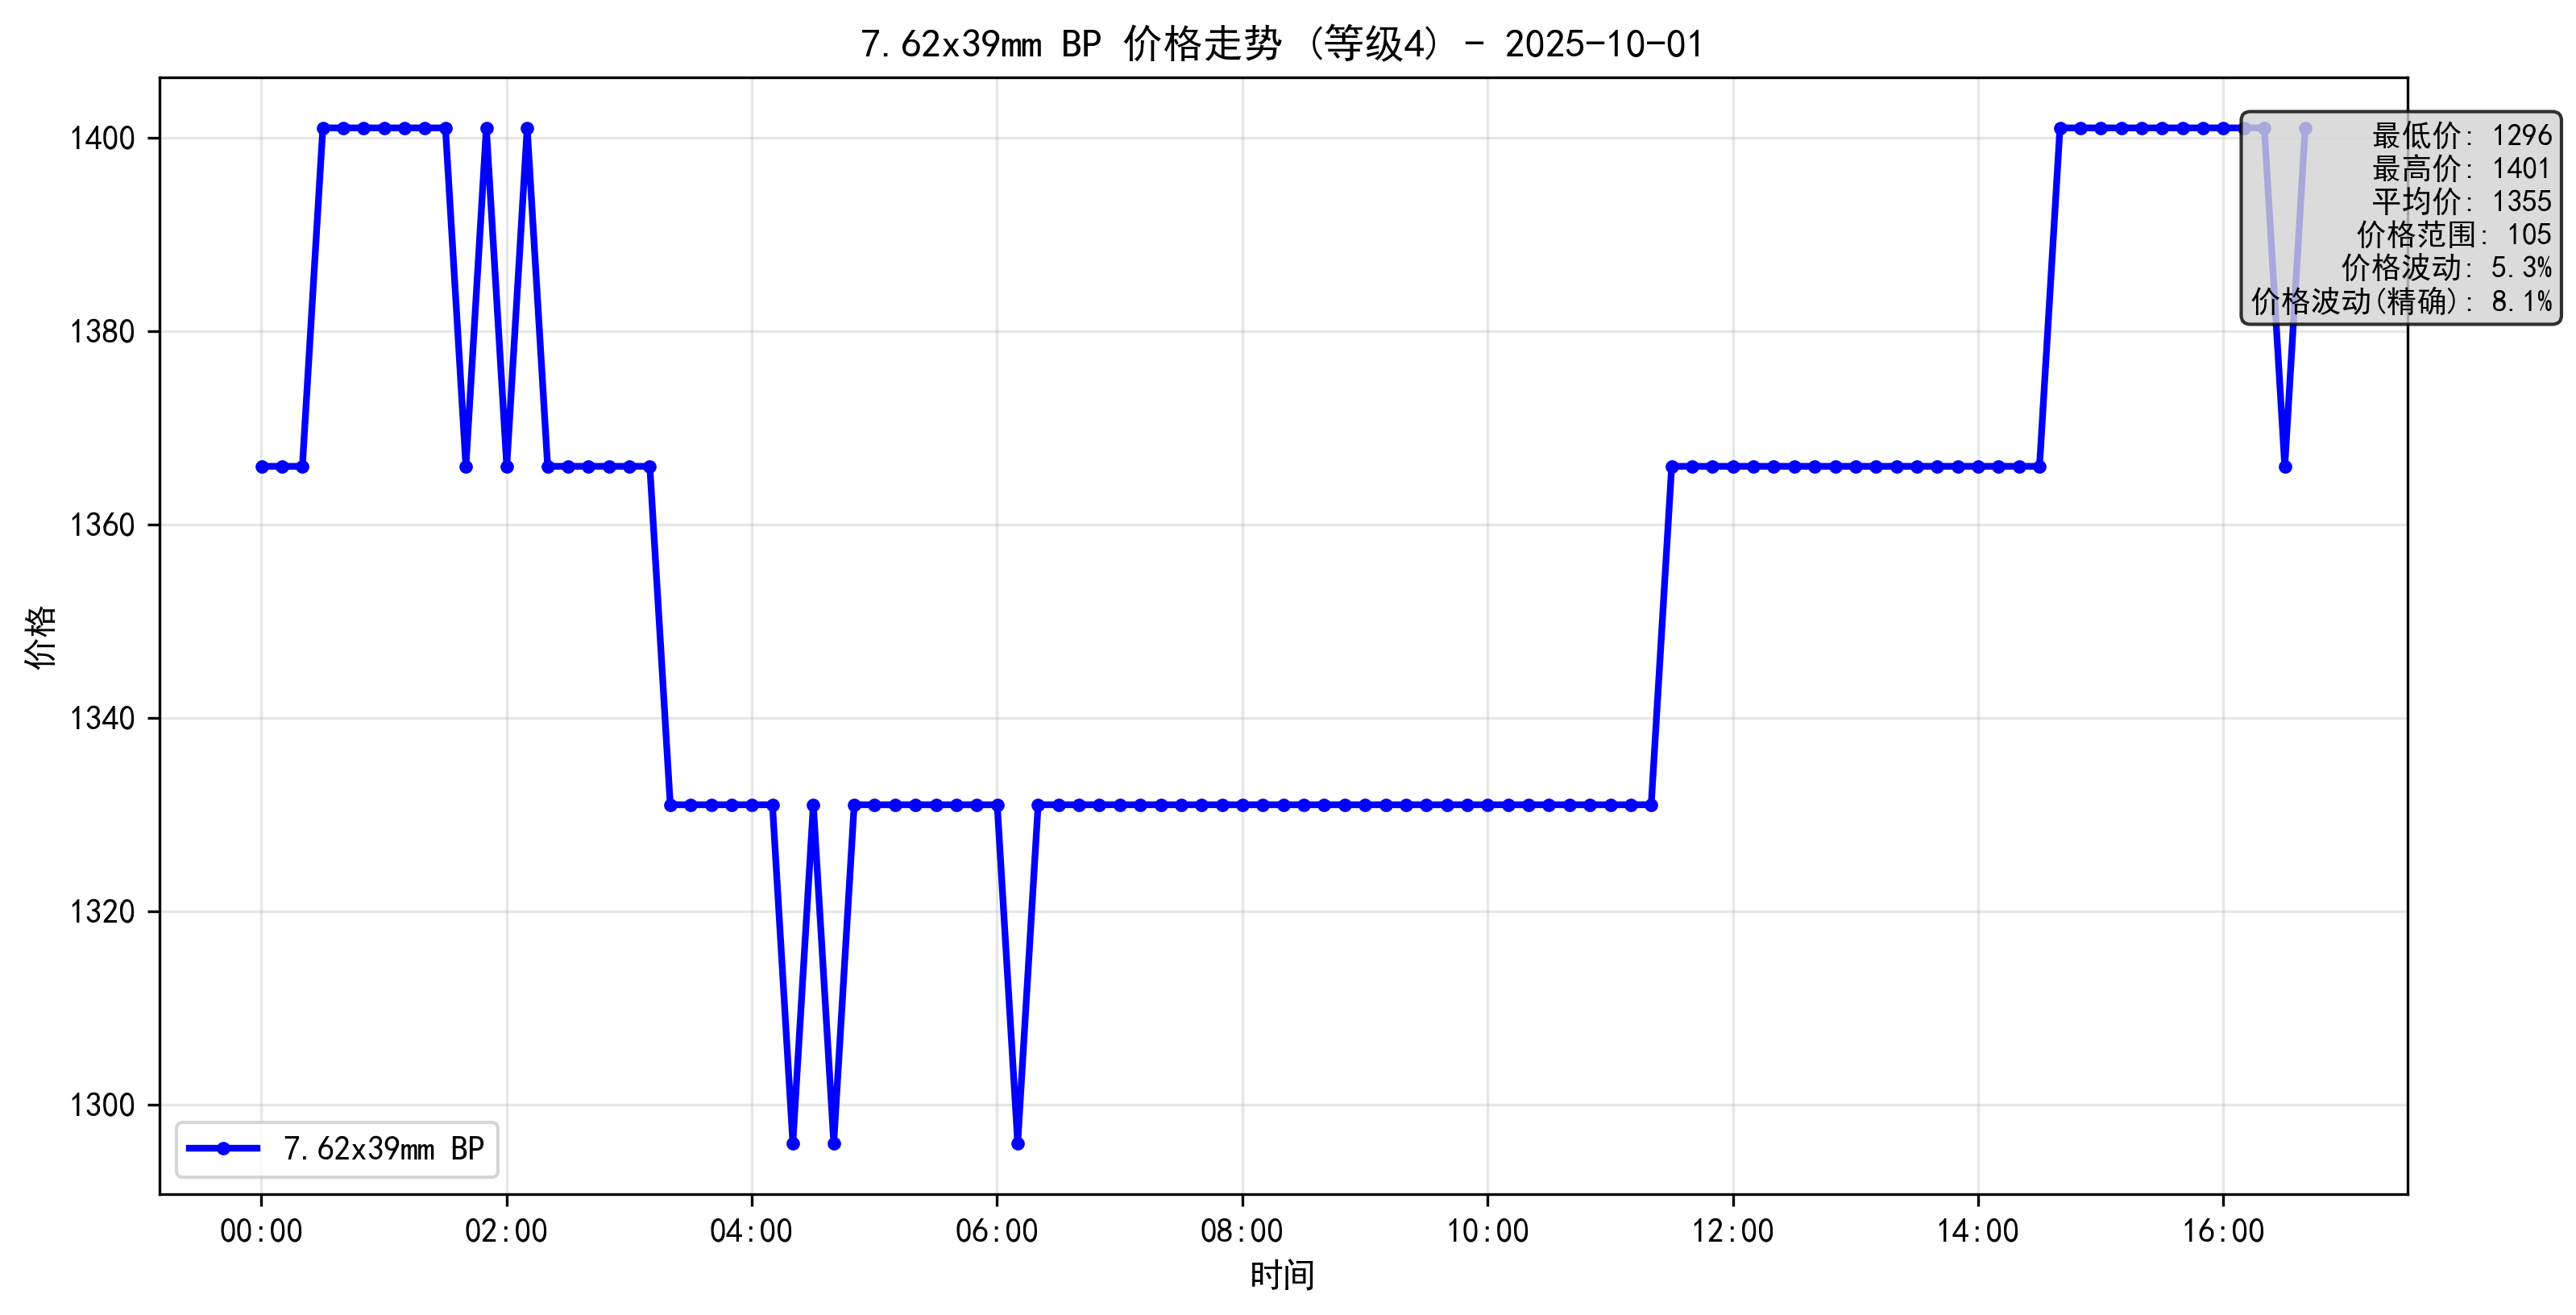 7.62x39mm BP 价格走势 (等级4) - 2025-10-01
最低价: 1296
最高价: 1401
平均价: 1355
价格范围: 105
价格波动: 5.3%
价格波动(精确): 8.1%
价格
1400
1380
1360
1340
1320
1300
7.62x39mm BP
00:00 02:00 04:00 06:00 08:00 10:00 12:00 14:00 16:00
时间